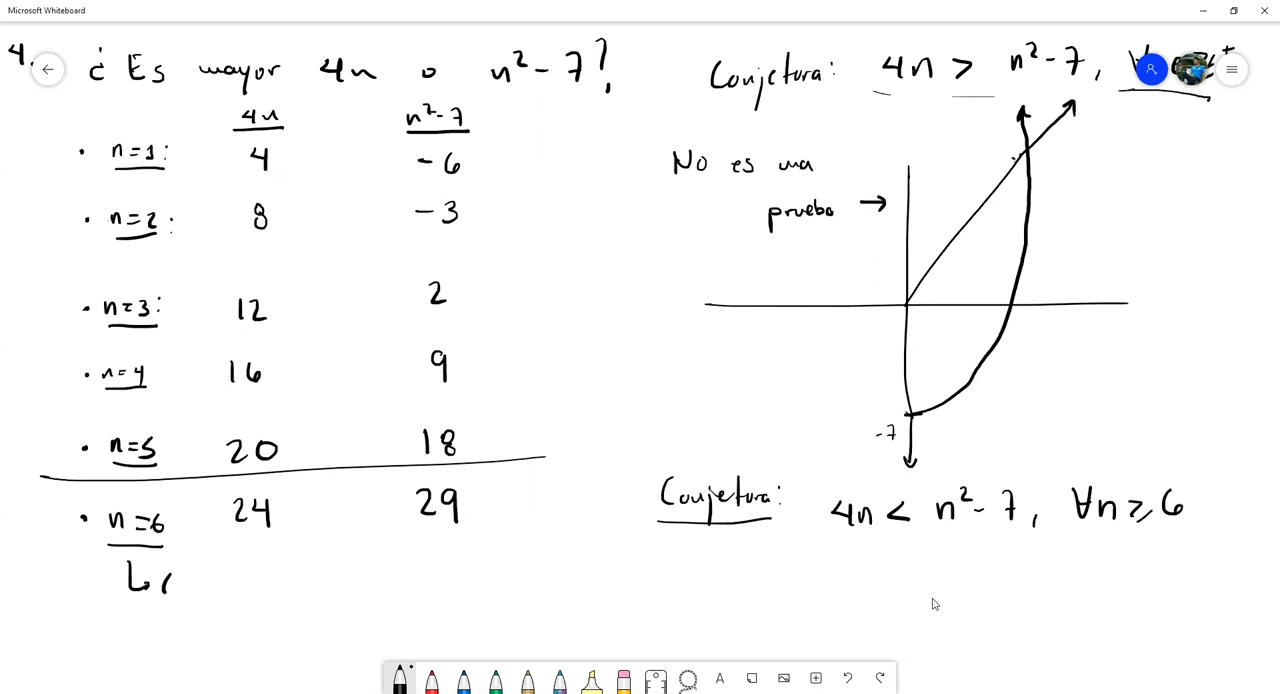 Microsoft Whiteboard
4. ¿Es mayor 4n o n²-7?
4n n²-7
• n=1: 4 -6
• n=2: 8 -3
• n=3: 12 2
• n=4 16 9
• n=5 20 18
• n=6 24 29
Conjetura: 4n > n²-7,
No es una
prueba →
-7
Conjetura: 4n < n²-7, ∀n ≥ 6
A